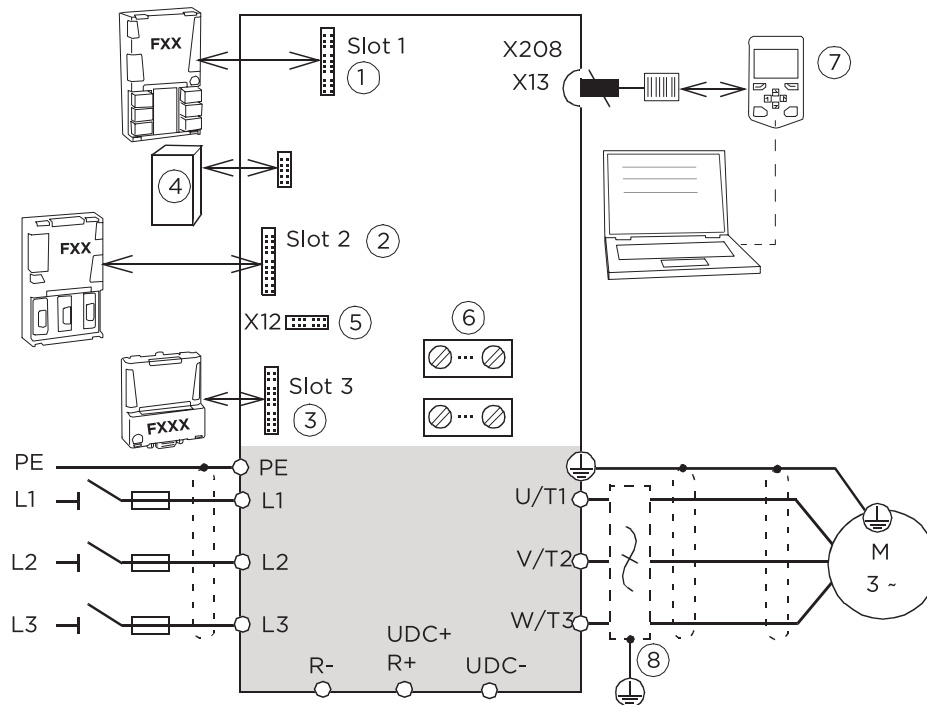 FXX
Slot 1
1
X208
X13
7
4
FXX
Slot 2
2
X12
5
6
Slot 3
3
FXXX
PE
PE
L1
L1
U/T1
L2
L2
V/T2
M
3 ~
L3
L3
W/T3
UDC+
R-
R+
UDC-
8